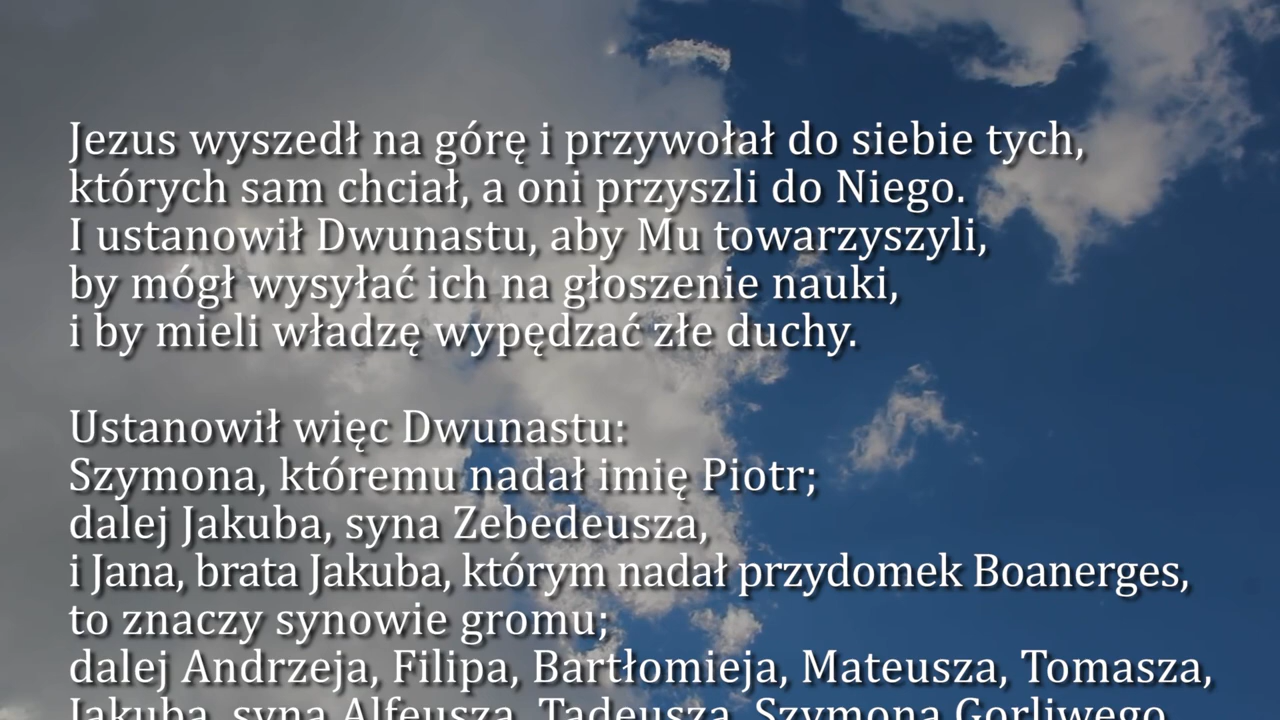 Jezus wyszedł na górę i przywołał do siebie tych,
których sam chciał, a oni przyszli do Niego.
I ustanowił Dwunastu, aby Mu towarzyszyli,
by mógł wysyłać ich na głoszenie nauki,
i by mieli władzę wypędzać złe duchy.
Ustanowił więc Dwunastu:
Szymona, któremu nadał imię Piotr;
dalej Jakuba, syna Zebedeusza,
i Jana, brata Jakuba, którym nadał przydomek Boanerges,
to znaczy synowie gromu;
dalej Andrzeja, Filipa, Bartłomieja, Mateusza, Tomasza,
Jakuba, syna Alfeusza, Tadeusza, Szymona Gorliwego